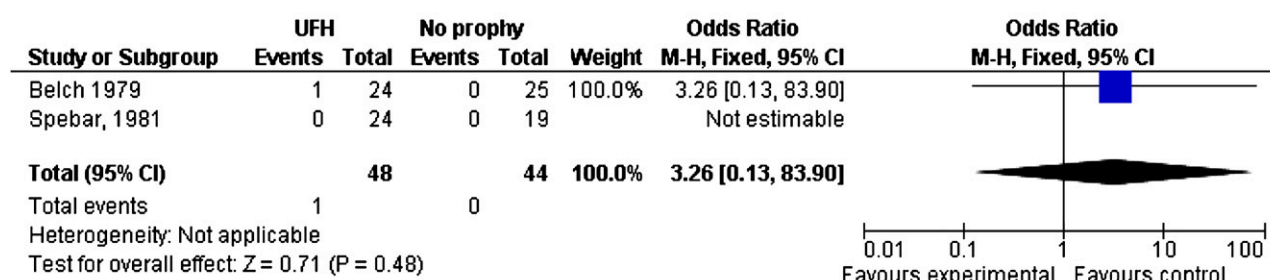 UFH No prophy Odds Ratio Odds Ratio
Study or Subgroup Events Total Events Total Weight M-H, Fixed, 95% CI M-H, Fixed, 95% CI
Belch 1979 1 24 0 25 100.0% 3.26 [0.13, 83.90]
Spebar, 1981 0 24 0 19 Not estimable
Total (95% CI) 48 44 100.0% 3.26 [0.13, 83.90]
Total events 1 0
Heterogeneity: Not applicable
Test for overall effect: Z = 0.71 (P = 0.48)
0.01 0.1 1 10 100
Favours experimental Favours control